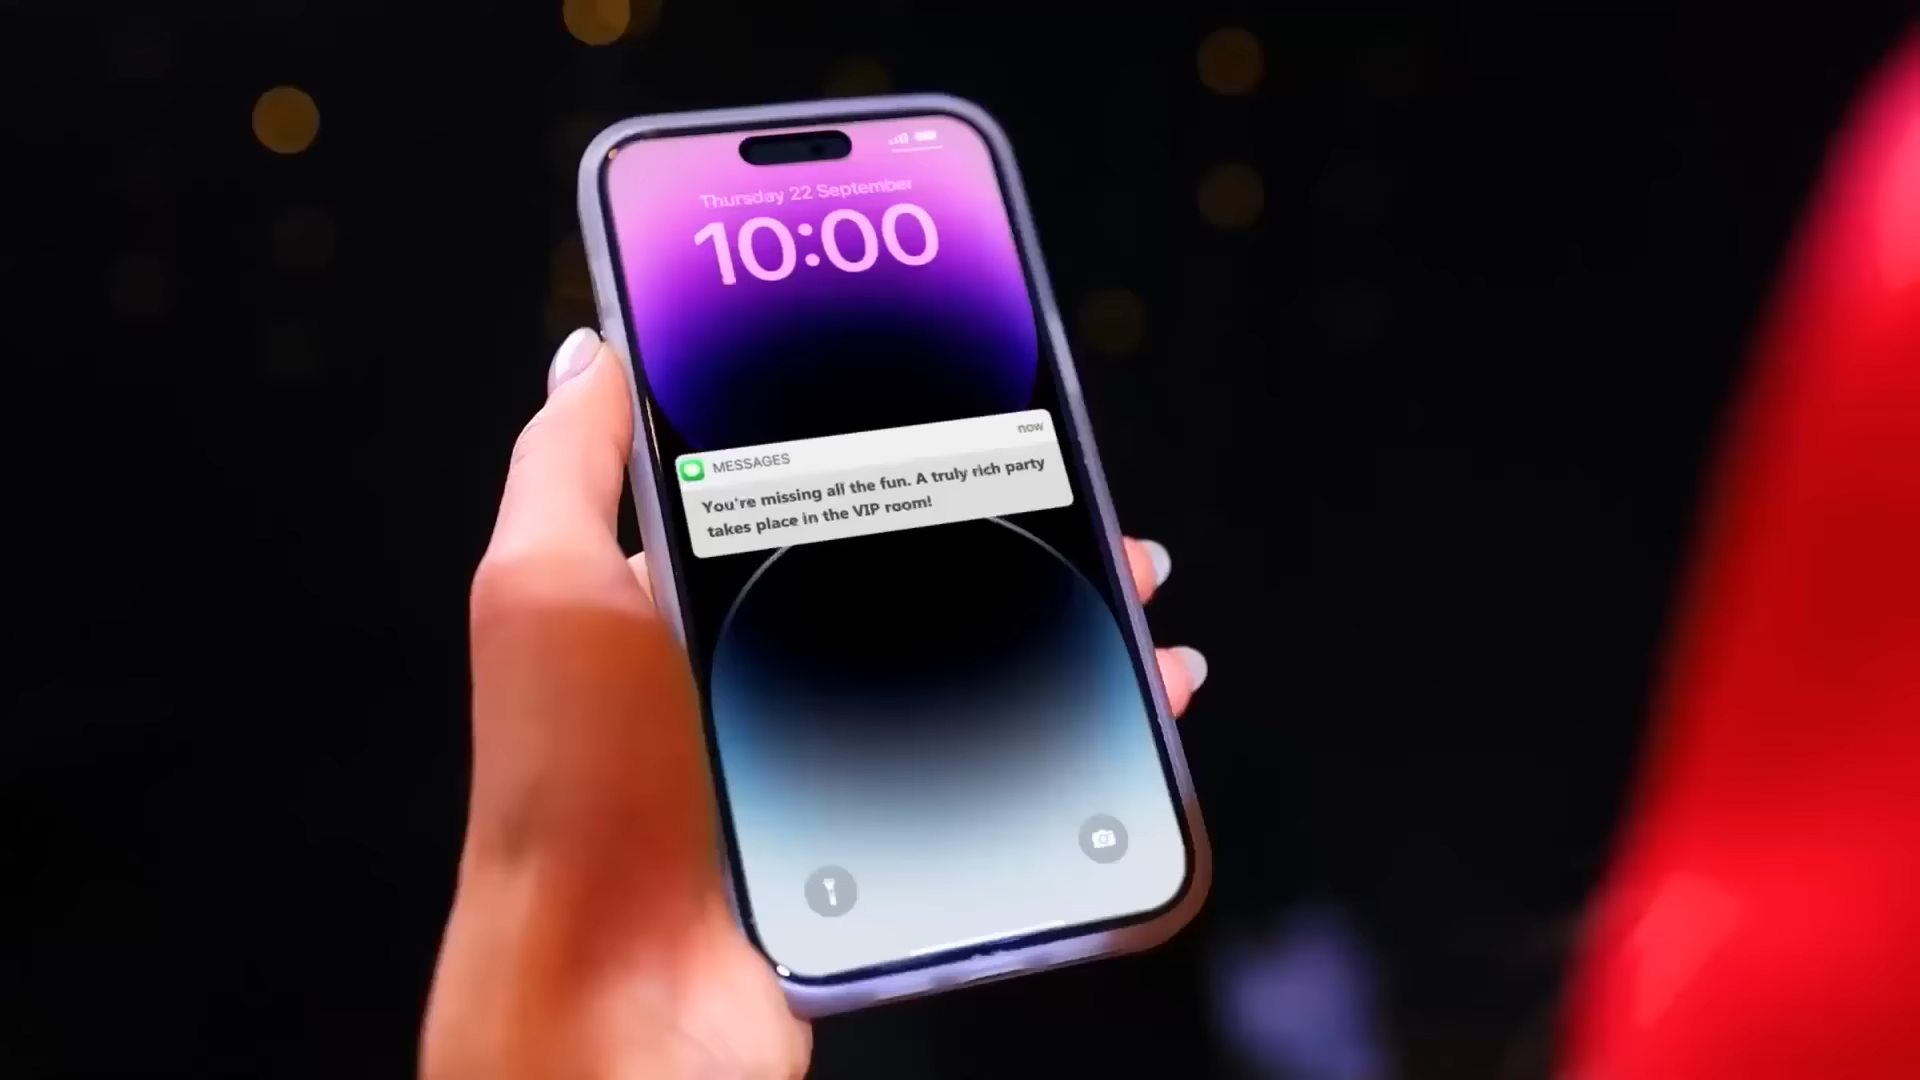 Thursday 22 September
10:00
MESSAGES
now
You're missing all the fun. A truly rich party
takes place in the VIP room!